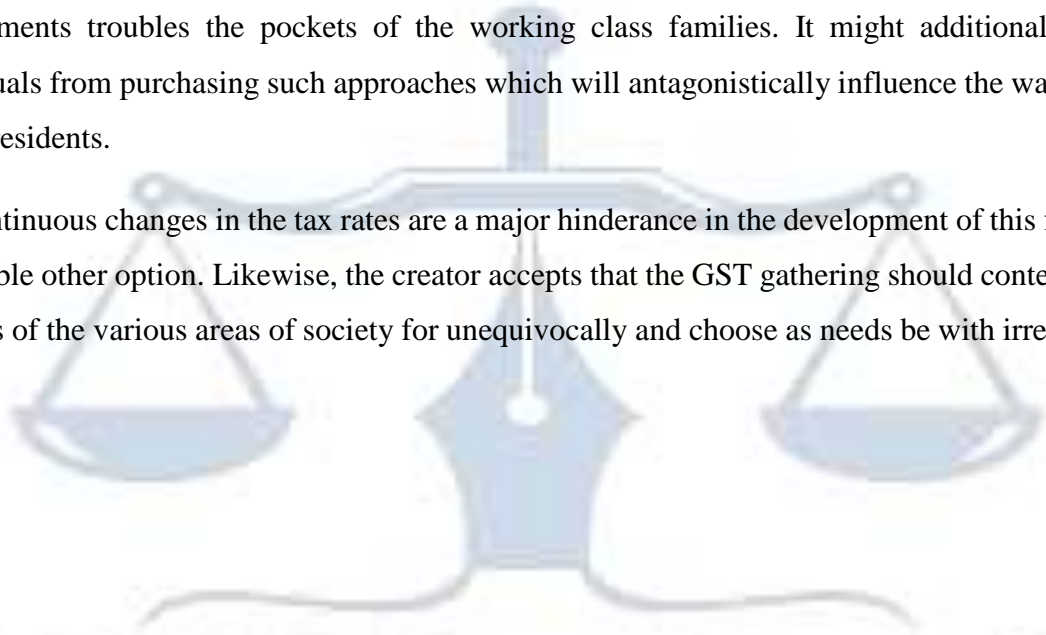 ments troubles the pockets of the working class families. It might additional
uals from purchasing such approaches which will antagonistically influence the wa
residents.
ntinuous changes in the tax rates are a major hinderance in the development of this
ble other option. Likewise, the creator accepts that the GST gathering should conte
s of the various areas of society for unequivocally and choose as needs be with irre